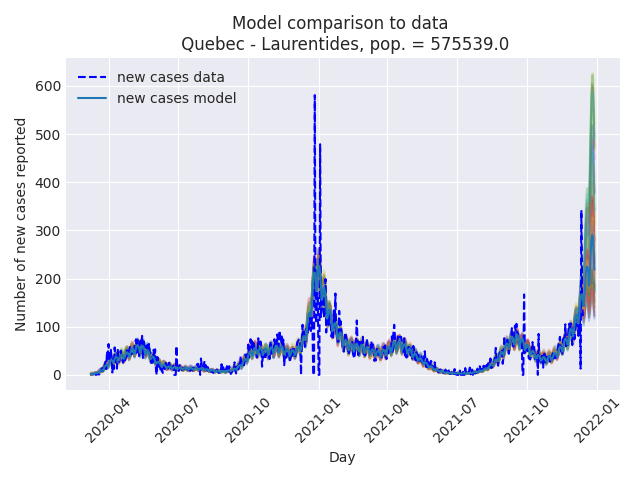 Model comparison to data
Quebec - Laurentides, pop. = 575539.0
new cases data
new cases model
Number of new cases reported
600
500
400
300
200
100
0
2020-04
2020-07
2020-10
2021-01
2021-04
2021-07
2021-10
2022-01
Day